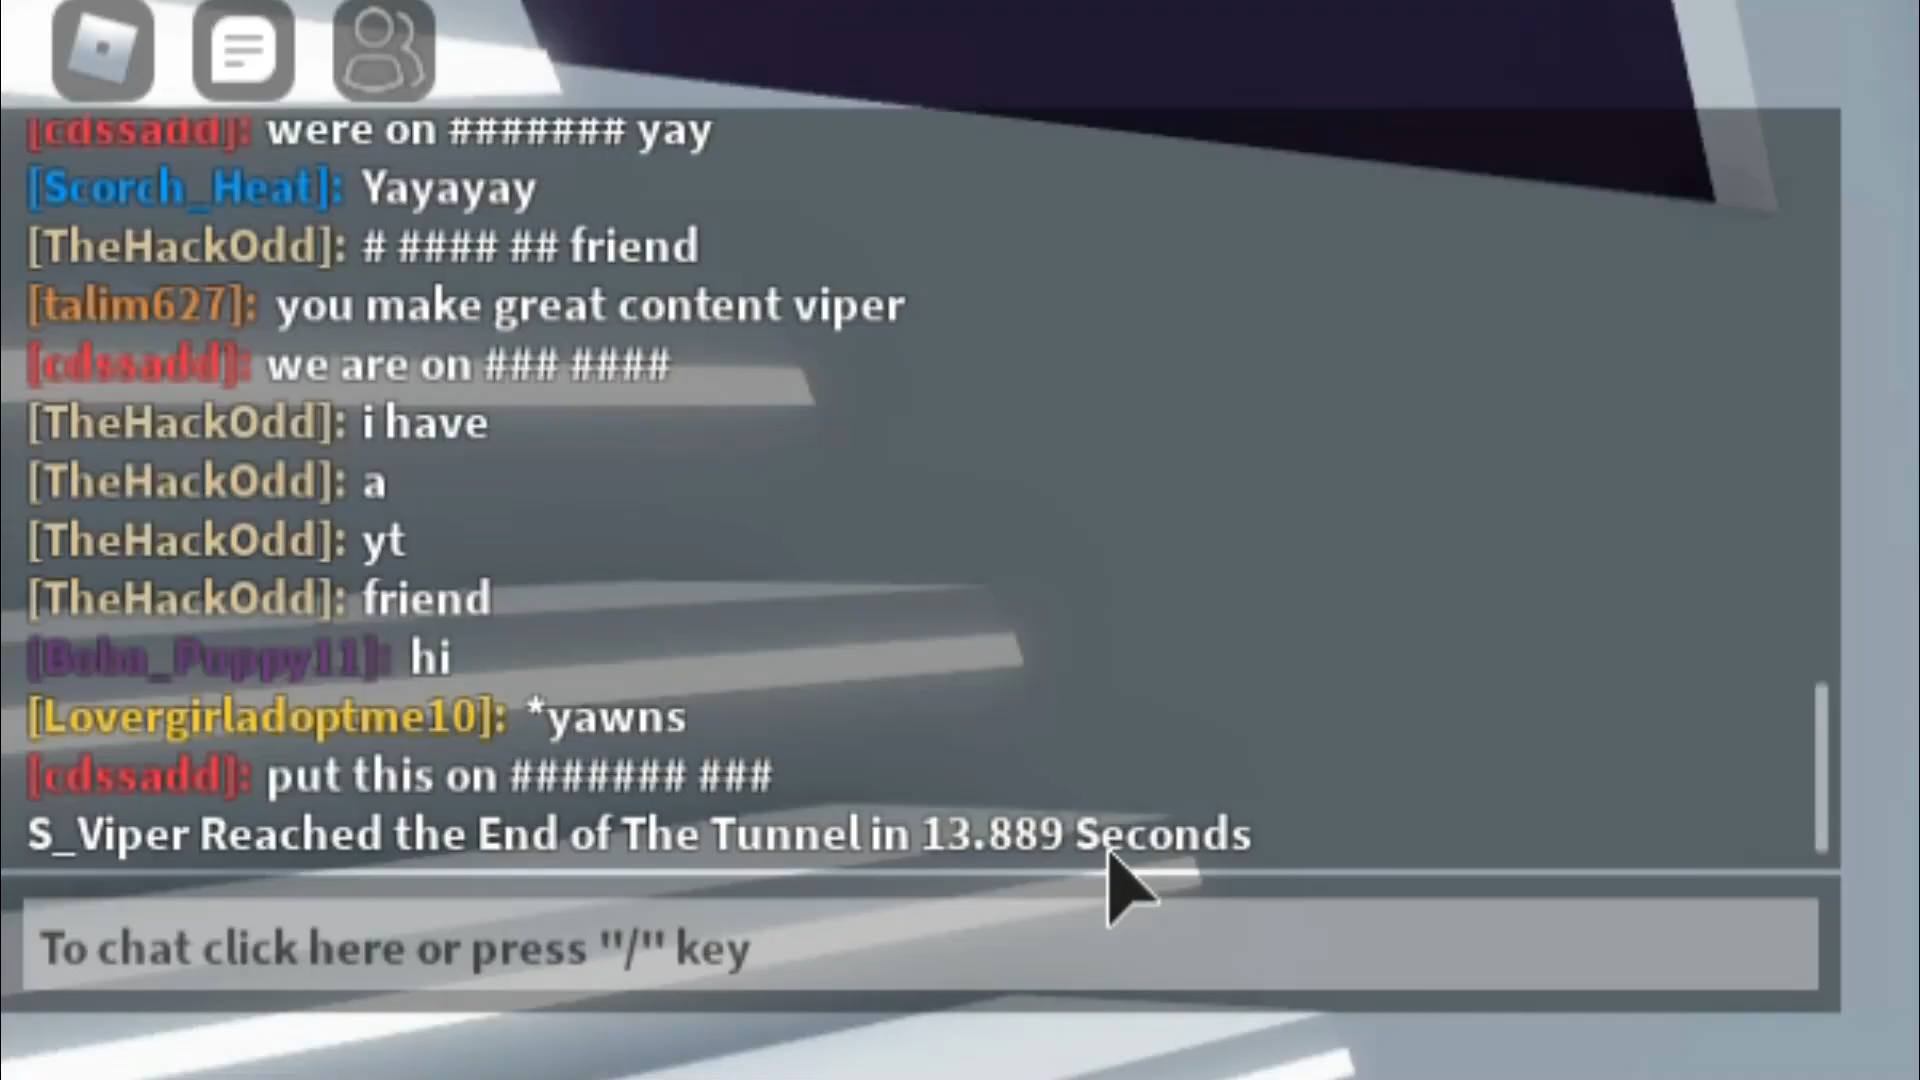 [cdssadd]: were on ####### yay
[Scorch_Heat]: Yayayay
[TheHackOdd]: # #### ## friend
[talim627]: you make great content viper
[cdssadd]: we are on ### ####
[TheHackOdd]: i have
[TheHackOdd]: a
[TheHackOdd]: yt
[TheHackOdd]: friend
[Boba_Puppy11]: hi
[Lovergirladoptme10]: *yawns
[cdssadd]: put this on ####### ###
S_Viper Reached the End of The Tunnel in 13.889 Seconds
To chat click here or press "/" key